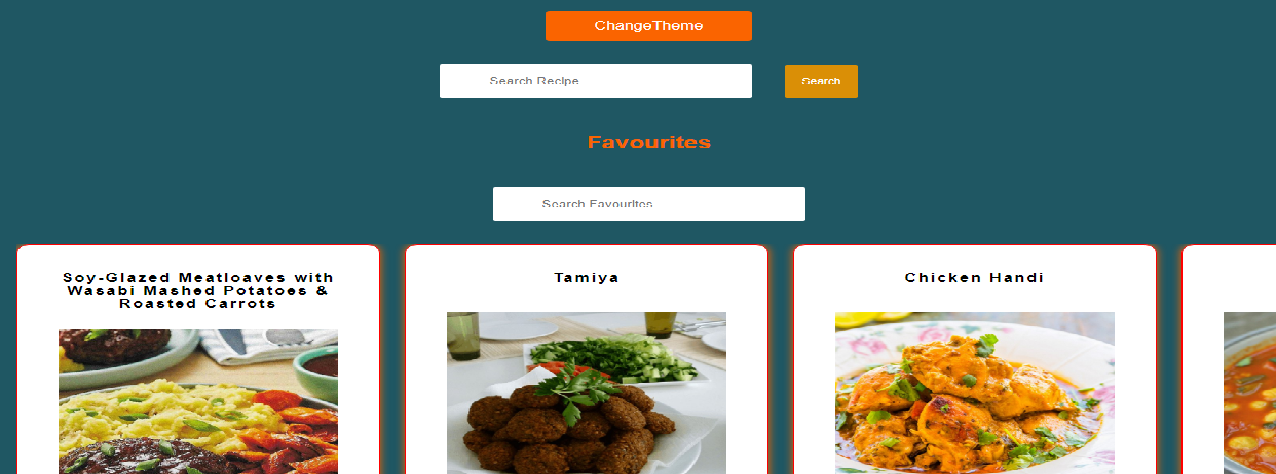 ChangeTheme
Search Recipe
Search
Favourites
Search Favourites
Soy-Glazed Meatloaves with
Wasabi Mashed Potatoes &
Roasted Carrots
Tamiya
Chicken Handi